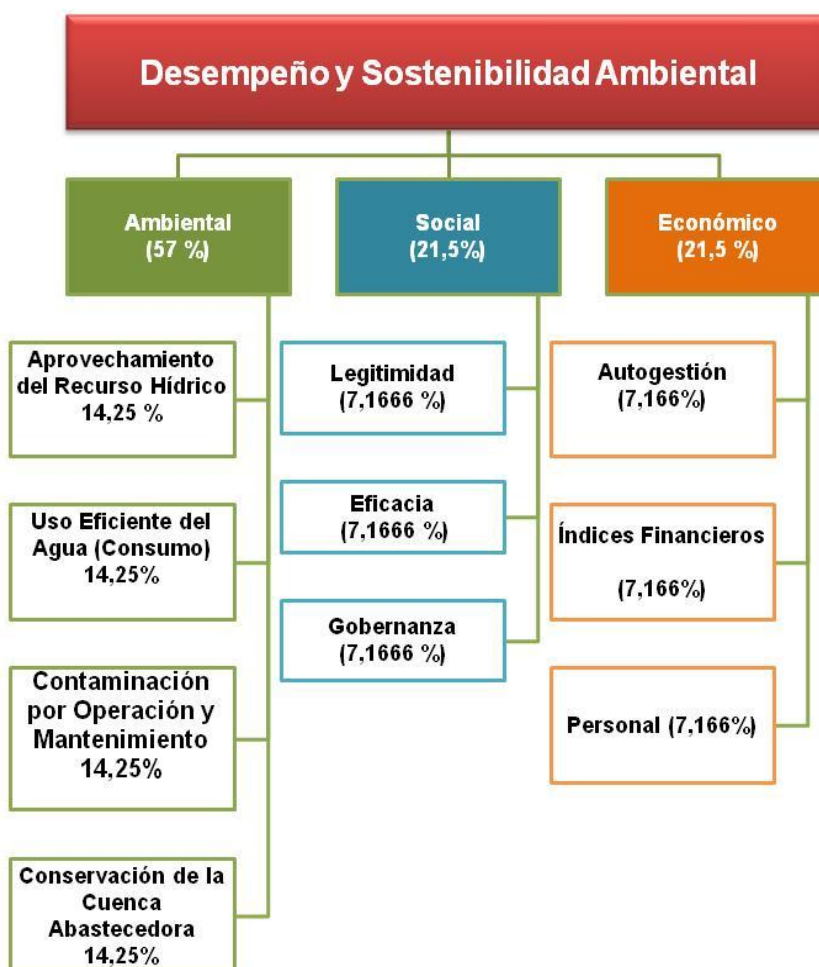 Desempeño y Sostenibilidad Ambiental
Ambiental
(57 %)
Social
(21,5%)
Económico
(21,5 %)
Aprovechamiento
del Recurso Hídrico
14,25 %
Uso Eficiente del
Agua (Consumo)
14,25%
Contaminación
por Operación y
Mantenimiento
14,25%
Conservación de la
Cuenca
Abastecedora
14,25%
Legitimidad
(7,1666 %)
Eficacia
(7,1666 %)
Gobernanza
(7,1666 %)
Autogestión
(7,166%)
Índices Financieros
(7,166%)
Personal (7,166%)